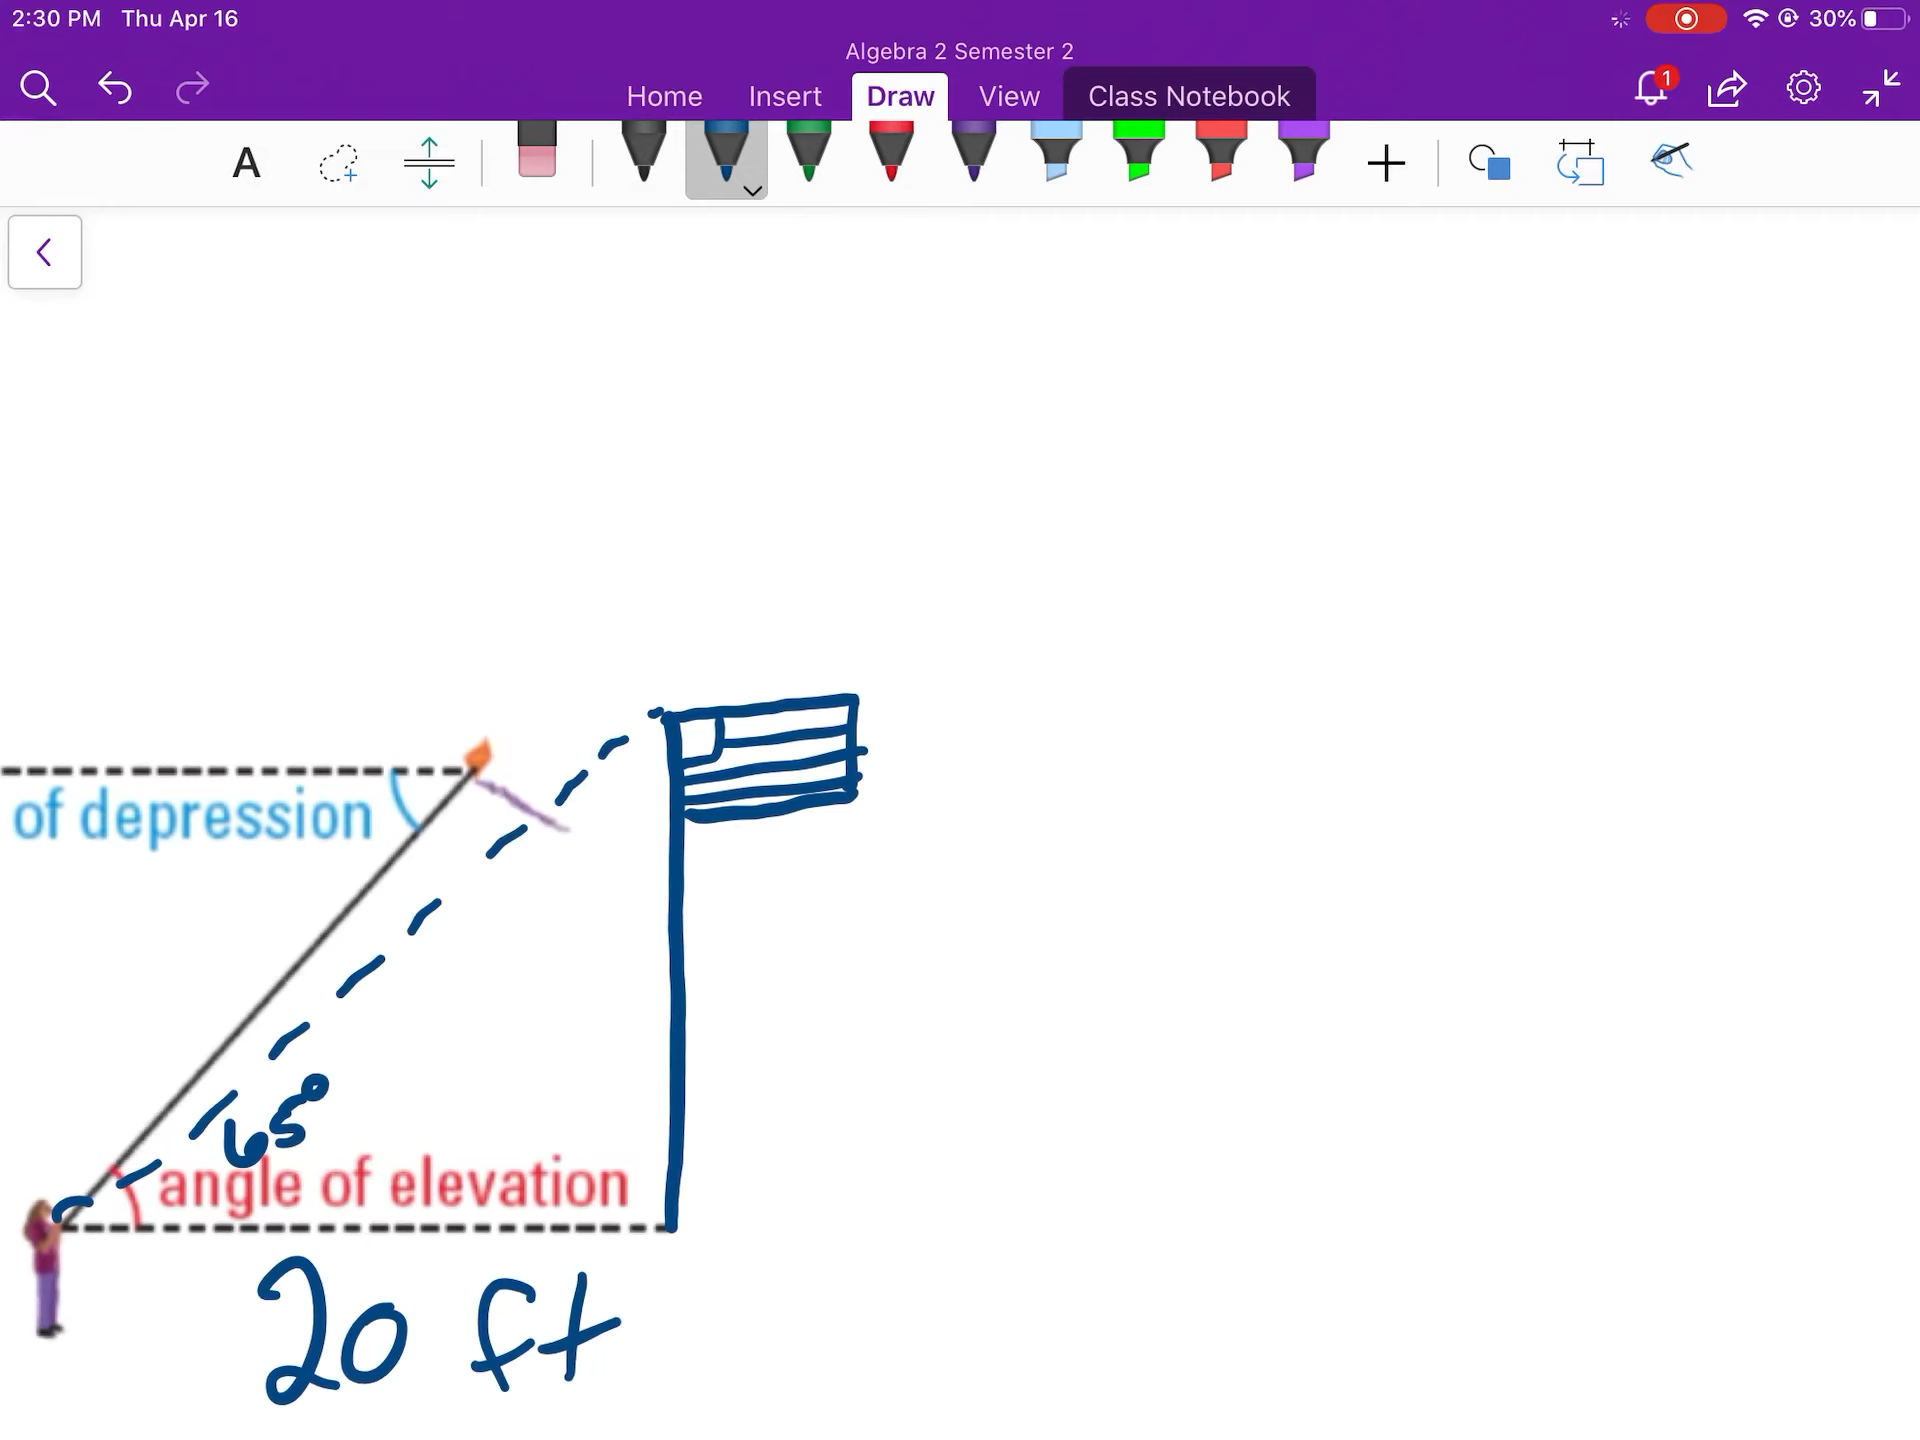 2:30 PM Thu Apr 16
30%
Algebra 2 Semester 2
Home Insert Draw View Class Notebook
1
A
of depression
65°
angle of elevation
20 ft